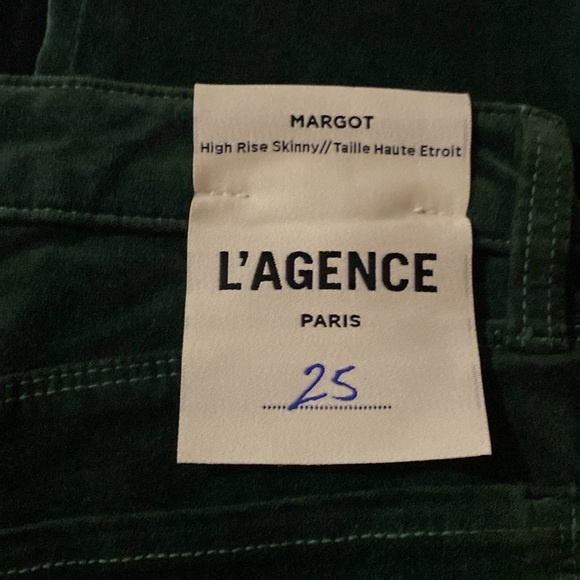 MARGOT
High Rise Skinny//Taille Haute Etroit
L'AGENCE
PARIS
25